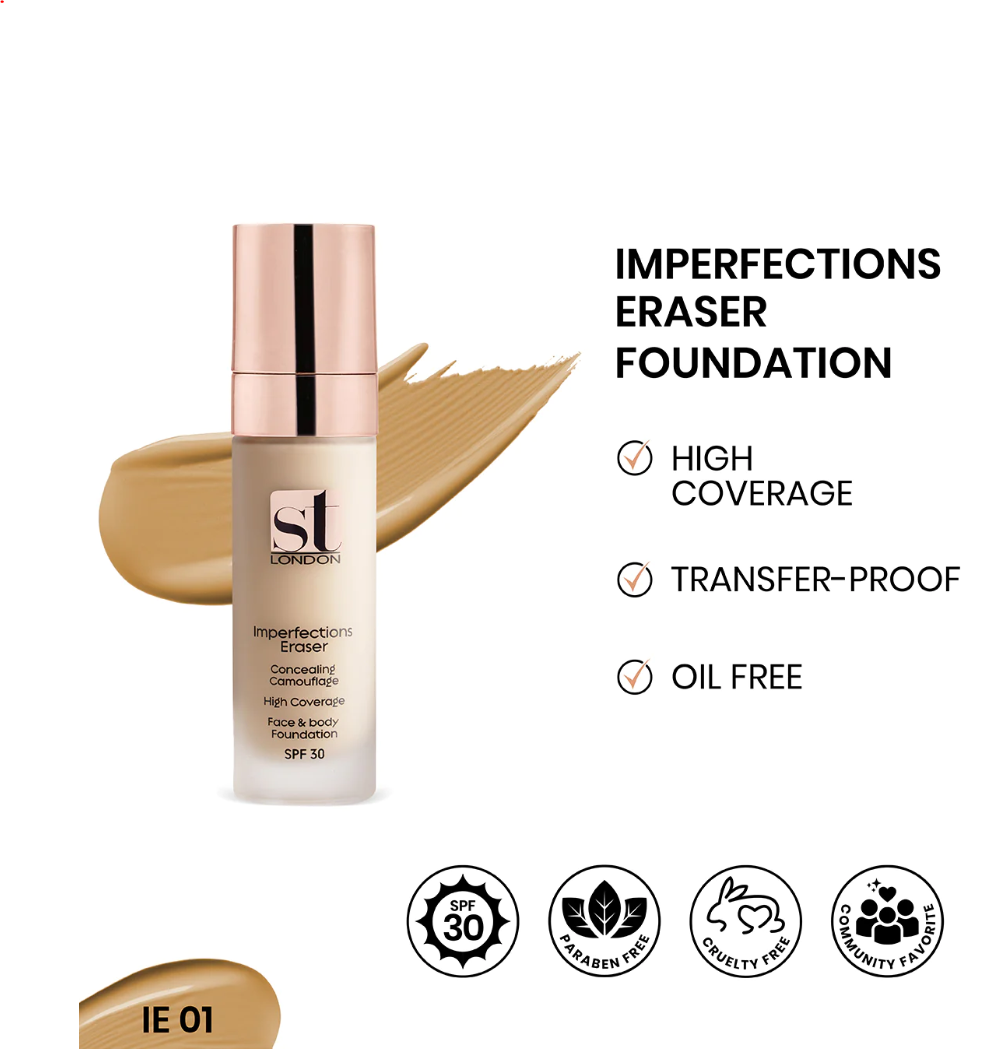 IMPERFECTIONS
ERASER
FOUNDATION
HIGH
COVERAGE
TRANSFER-PROOF
OIL FREE
st
LONDON
Imperfections
Eraser
Concealing
Camouflage
High Coverage
Face & body
Foundation
SPF 30
SPF
30
PARABEN FREE
CRUELTY FREE
COMMUNITY FAVORITE
IE 01